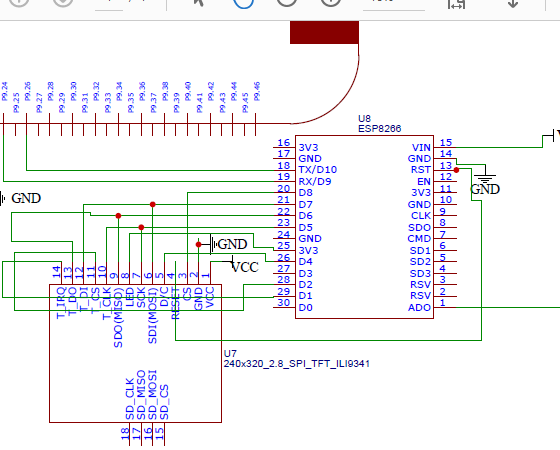 P9.24
P9.25
P9.26
P9.27
P9.28
P9.29
P9.30
P9.31
P9.32
P9.33
P9.34
P9.35
P9.36
P9.37
P9.38
P9.39
P9.40
P9.41
P9.42
P9.43
P9.44
P9.45
P9.46
U8
ESP8266
16 3V3 VIN 15
17 GND GND 14
18 TX/D10 RST 13
19 RX/D9 EN 12
20 D8 3V3 11
21 D7 GND 10
22 D6 CLK 9
23 D5 SDO 8
24 GND CMD 7
25 3V3 SD1 6
26 D4 SD2 5
27 D3 SD3 4
28 D2 RSV 3
29 D1 RSV 2
30 D0 ADO 1
GND
GND
GND
VCC
14 T_IRQ
13 T_DO
12 T_DI
11 T_CS
10 T_CLK
9 SDO(MISO)
8 LED
7 SCK
6 SDI(MOSI)
5 D/C
4 RESET
3 CS
2 GND
1 VCC
U7
240x320_2.8_SPI_TFT_ILI9341
18 SD_CLK
17 SD_MISO
16 SD_MOSI
15 SD_CS